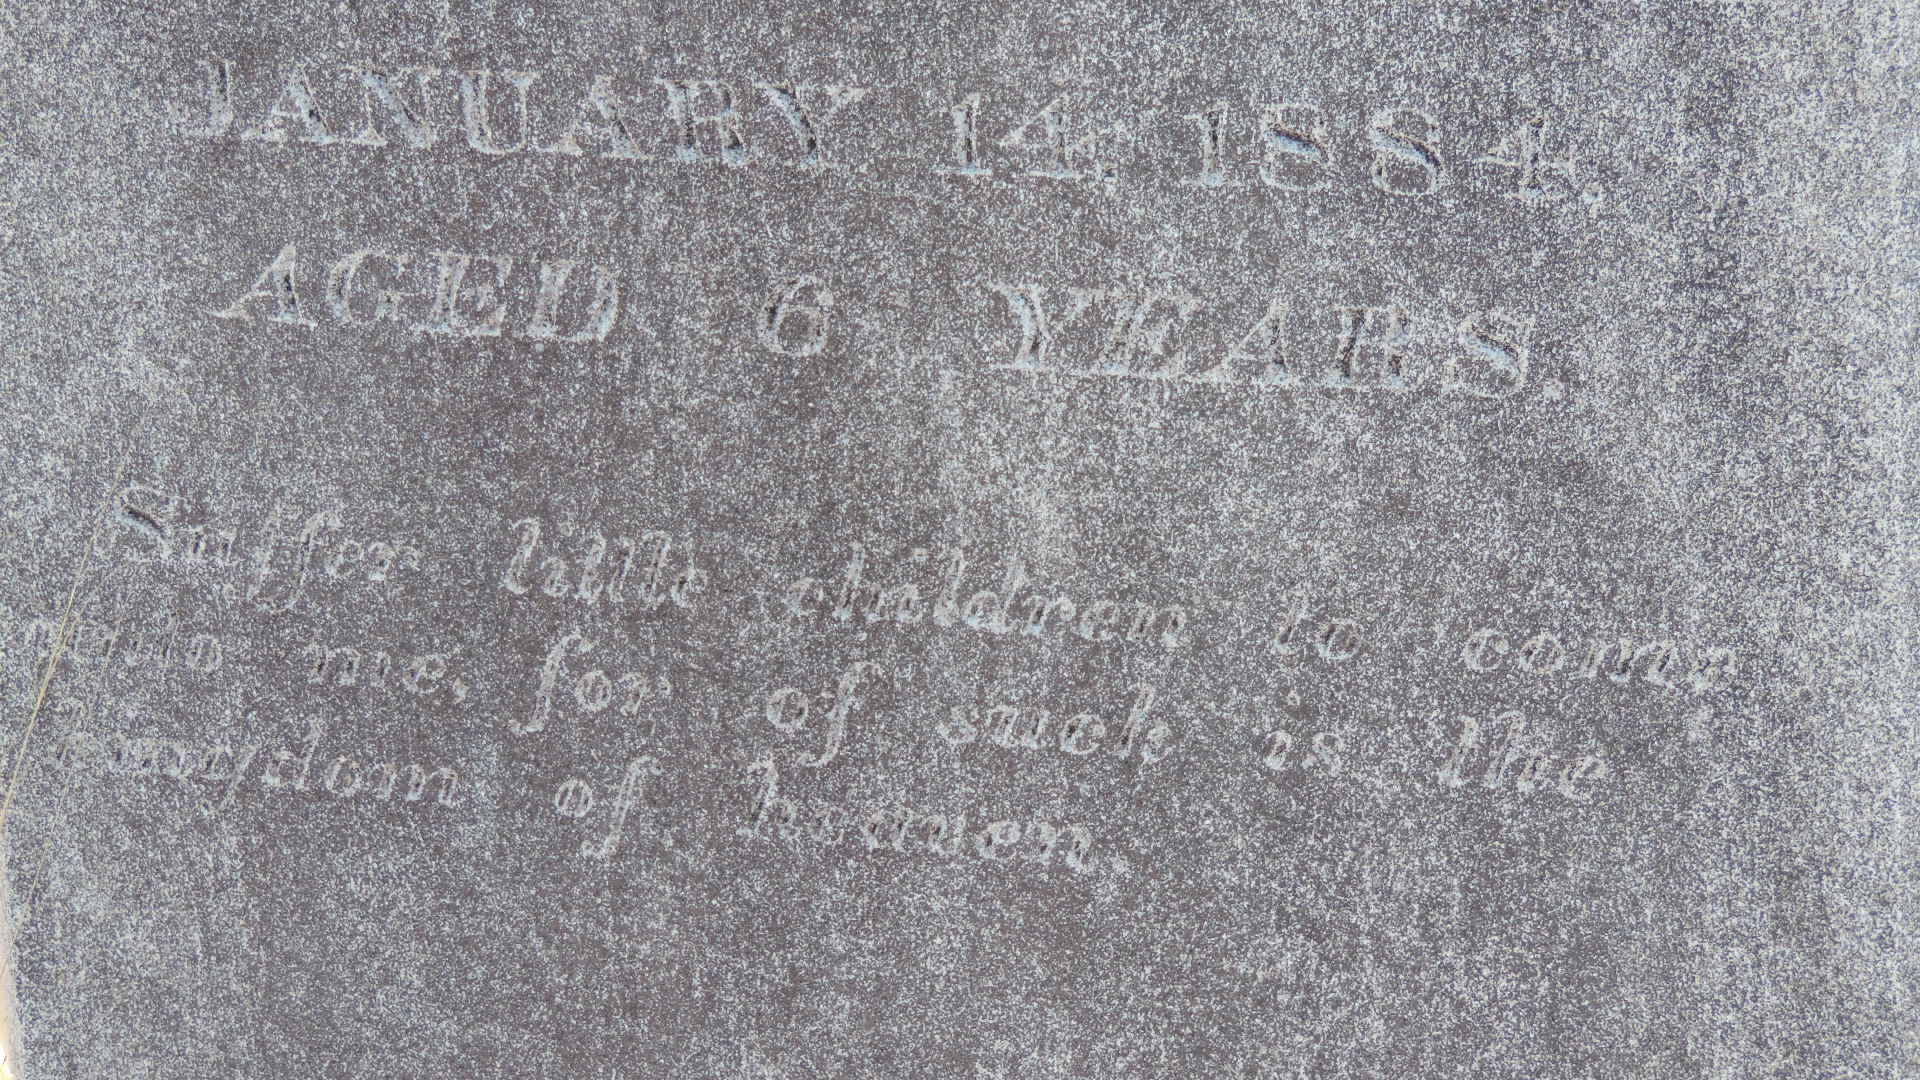 JANUARY 14, 1884,
AGED 6 YEARS.
Suffer little children to come
unto me, for of such is the
kingdom of heaven.